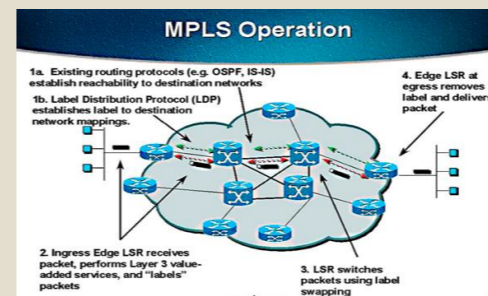 MPLS Operation
1a. Existing routing protocols (e.g. OSPF, IS-IS)
establish reachability to destination networks
1b. Label Distribution Protocol (LDP)
establishes label to destination
network mappings.
4. Edge LSR at
egress removes
label and delivers
packet
2. Ingress Edge LSR receives
packet, performs Layer 3 value-
added services, and “labels”
packets
3. LSR switches
packets using label
swapping